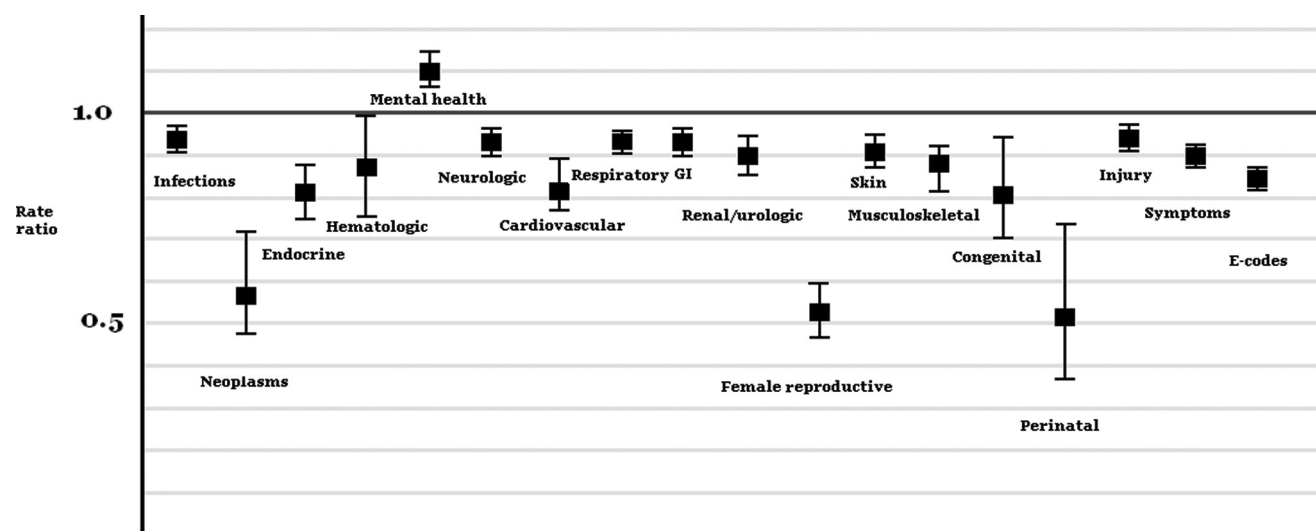 1.0
Mental health
Infections
Neurologic
Respiratory GI
Skin
Injury
Rate
ratio
Hematologic
Cardiovascular
Renal/urologic
Musculoskeletal
Symptoms
Endocrine
Congenital
E-codes
0.5
Neoplasms
Female reproductive
Perinatal